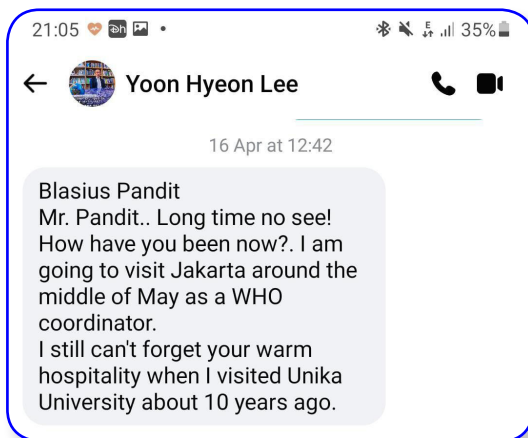 21:05 35%
Yoon Hyeon Lee
16 Apr at 12:42
Blasius Pandit
Mr. Pandit.. Long time no see!
How have you been now?. I am
going to visit Jakarta around the
middle of May as a WHO
coordinator.
I still can't forget your warm
hospitality when I visited Unika
University about 10 years ago.